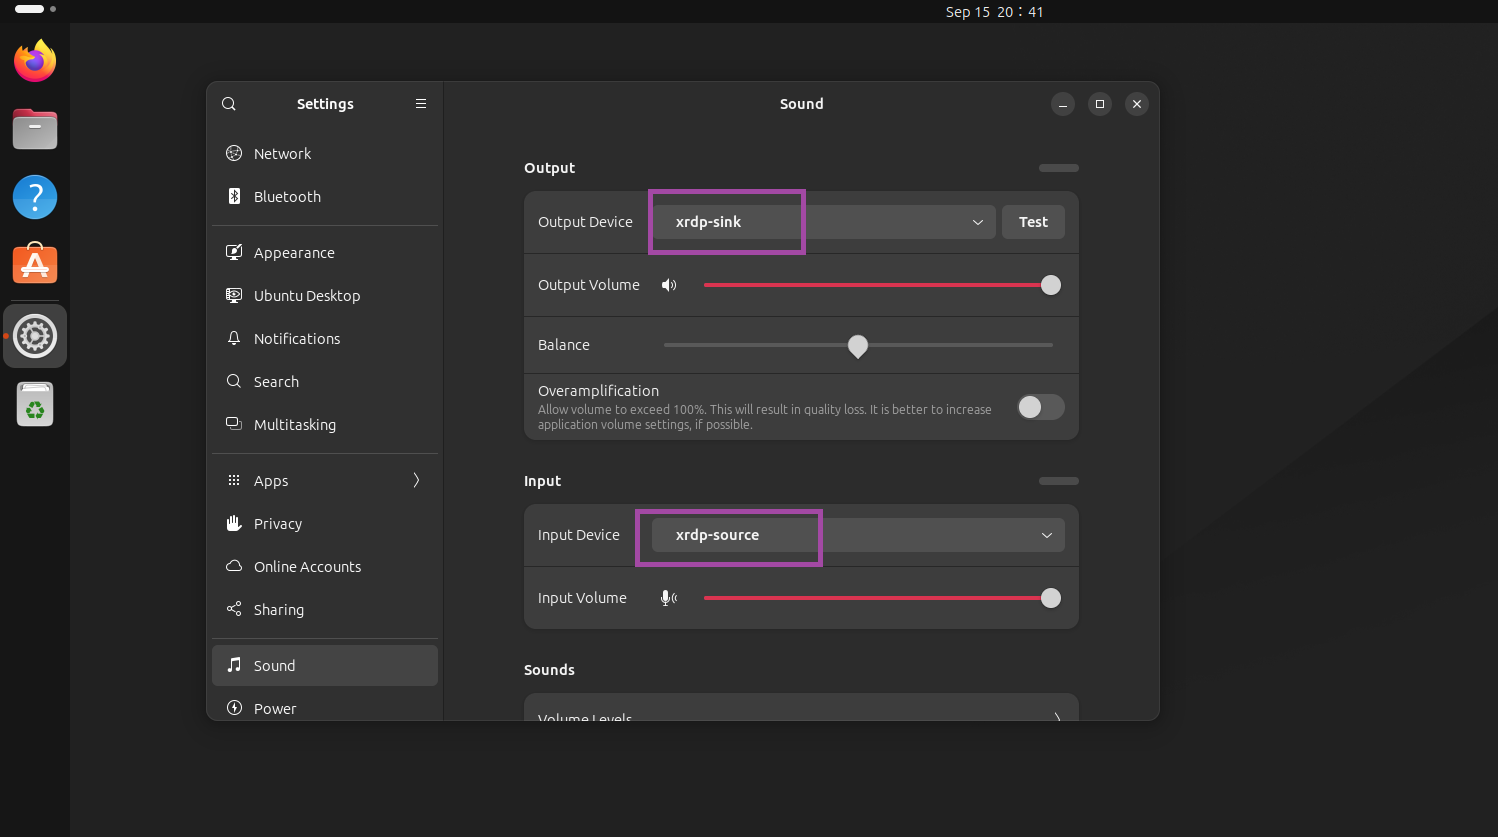 Sep 15 20 : 41
Settings
Sound
Network
Bluetooth
Appearance
Ubuntu Desktop
Notifications
Search
Multitasking
Apps
Privacy
Online Accounts
Sharing
Sound
Power
Output
Output Device
xrdp-sink
Test
Output Volume
Balance
Overamplification
Allow volume to exceed 100%. This will result in quality loss. It is better to increase
application volume settings, if possible.
Input
Input Device
xrdp-source
Input Volume
Sounds
Volume Levels